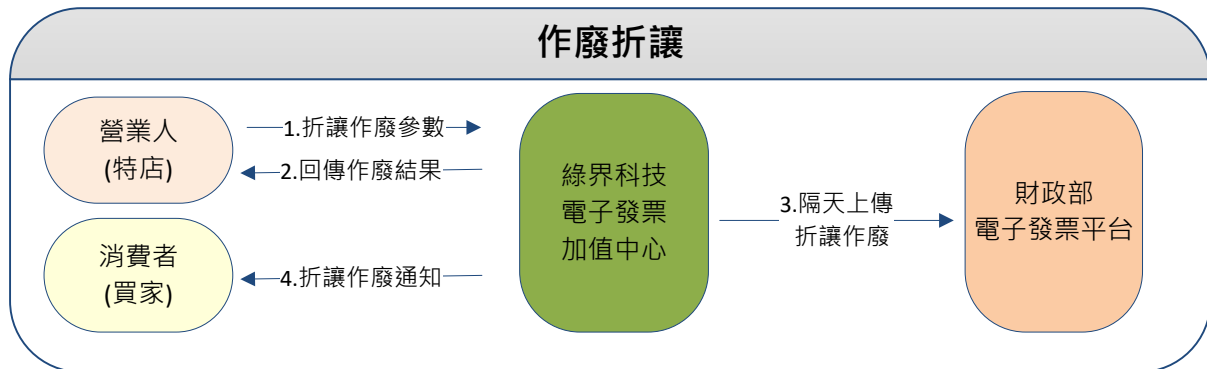 作廢折讓
營業人
(特店)
1.折讓作廢參數
2.回傳作廢結果
消費者
(買家)
4.折讓作廢通知
綠界科技
電子發票
加值中心
3.隔天上傳
折讓作廢
財政部
電子發票平台